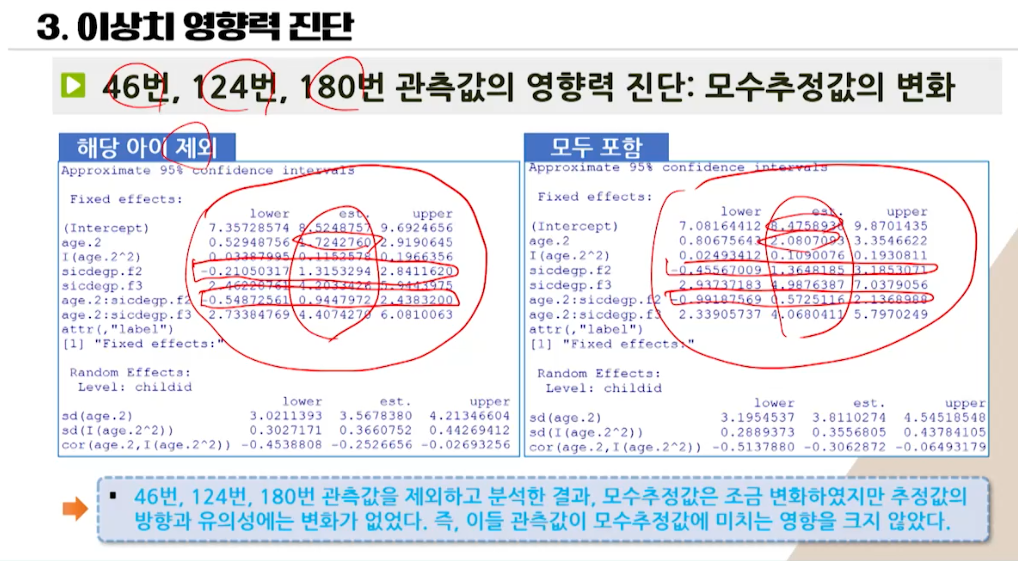 3. 이상치 영향력 진단
46번, 124번, 180번 관측값의 영향력 진단: 모수추정값의 변화
해당 아이 제외
Approximate 95% confidence intervals
Fixed effects:
lower est. upper
(Intercept) 7.35728574 8.5248757 9.6924656
age.2 0.52948756 1.7242760 2.9190645
I(age.2^2) 0.03387995 0.1152578 0.1966356
sicdegp.f2 -0.21050317 1.3153294 2.8411620
sicdegp.f3 2.46220761 4.2033426 5.9443975
age.2:sicdegp.f2 -0.54872561 0.9447972 2.4383200
age.2:sicdegp.f3 2.73384769 4.4074270 6.0810063
attr(,"label")
[1] "Fixed effects:"
Random Effects:
Level: childid
lower est. upper
sd(age.2) 3.0211393 3.5678380 4.21346604
sd(I(age.2^2)) 0.3027171 0.3660752 0.44269412
cor(age.2,I(age.2^2)) -0.4538808 -0.2526656 -0.02693256
모두 포함
Approximate 95% confidence intervals
Fixed effects:
lower est. upper
(Intercept) 7.08164412 8.4758938 9.8701435
age.2 0.80675643 2.0807093 3.3546622
I(age.2^2) 0.02493412 0.1090076 0.1930811
sicdegp.f2 -0.45567009 1.3648185 3.1853071
sicdegp.f3 2.93737183 4.9876387 7.0379056
age.2:sicdegp.f2 -0.99187569 0.5725116 2.1368988
age.2:sicdegp.f3 2.33905737 4.0680411 5.7970249
attr(,"label")
[1] "Fixed effects:"
Random Effects:
Level: childid
lower est. upper
sd(age.2) 3.1954537 3.8110274 4.54518548
sd(I(age.2^2)) 0.2889373 0.3556805 0.43784105
cor(age.2,I(age.2^2)) -0.5137880 -0.3062872 -0.06493179
▪ 46번, 124번, 180번 관측값을 제외하고 분석한 결과, 모수추정값은 조금 변화하였지만 추정값의
방향과 유의성에는 변화가 없었다. 즉, 이들 관측값이 모수추정값에 미치는 영향을 크지 않았다.